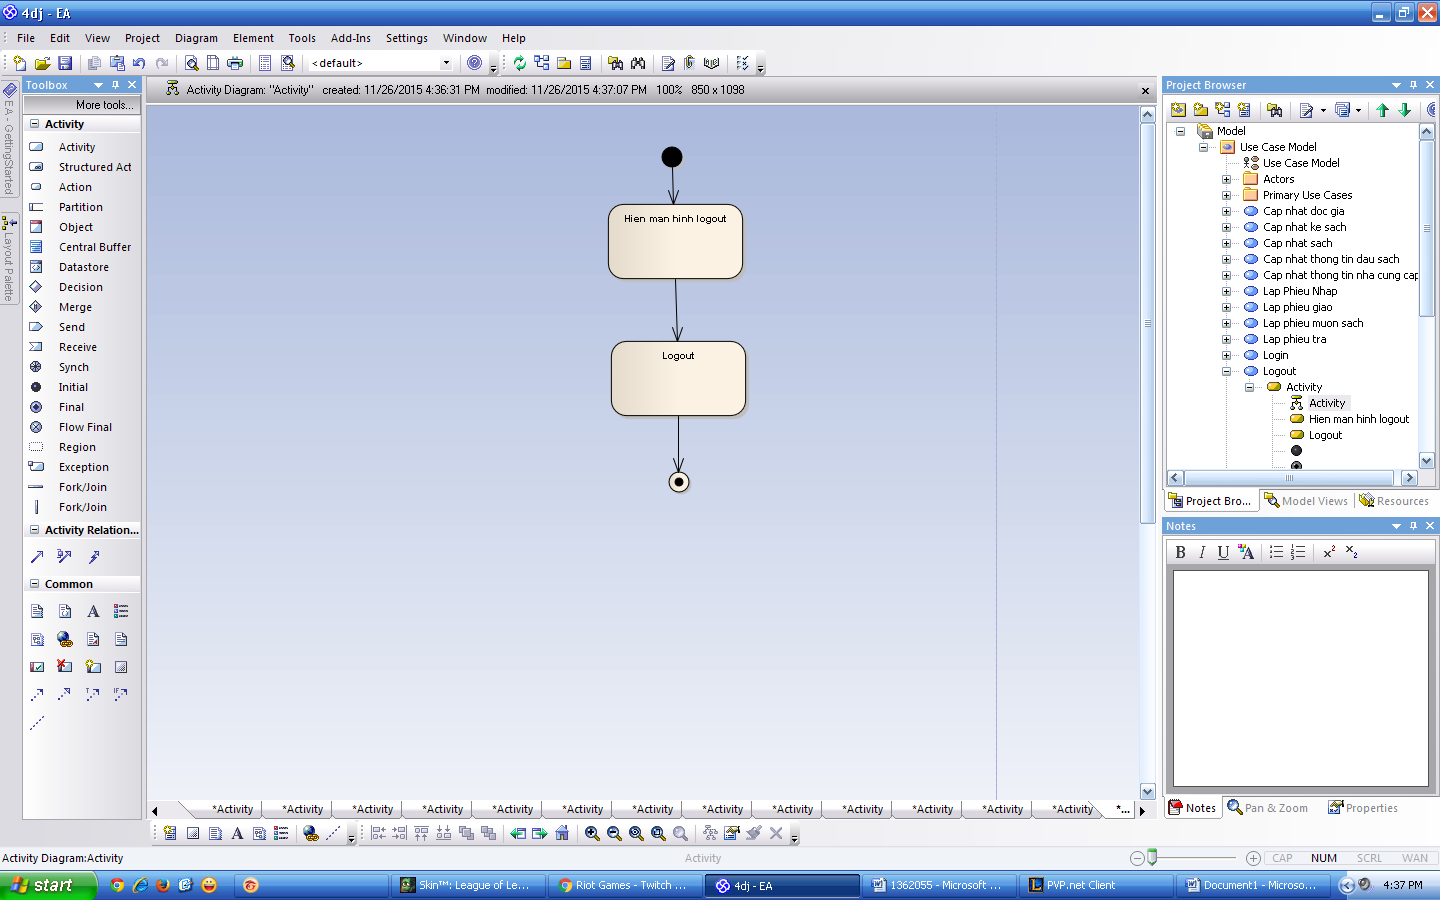 4dj - EA
File Edit View Project Diagram Element Tools Add-Ins Settings Window Help
<default>
EA - GettingStarted
Layout Palette
Toolbox
More tools...
Activity
Activity
Structured Act
Action
Partition
Object
Central Buffer
Datastore
Decision
Merge
Send
Receive
Synch
Initial
Final
Flow Final
Region
Exception
Fork/Join
Fork/Join
Activity Relation...
Common
Activity Diagram: "Activity" created: 11/26/2015 4:36:31 PM modified: 11/26/2015 4:37:07 PM 100% 850 x 1098
Hien man hinh logout
Logout
*Activity *Activity *Activity *Activity *Activity *Activity *Activity *Activity *Activity *Activity *Activity *Activity *Activity *...
Project Browser
Model
Use Case Model
Use Case Model
Actors
Primary Use Cases
Cap nhat doc gia
Cap nhat ke sach
Cap nhat sach
Cap nhat thong tin dau sach
Cap nhat thong tin nha cung cap
Lap Phieu Nhap
Lap phieu giao
Lap phieu muon sach
Lap phieu tra
Login
Logout
Activity
Activity
Hien man hinh logout
Logout
Project Bro... Model Views Resources
Notes
B I U A x² x₂
Notes Pan & Zoom Properties
Activity Diagram:Activity Activity CAP NUM SCRL WAN
start Skin™: League of Le... Riot Games - Twitch ... 4dj - EA 1362055 - Microsoft ... PVP.net Client Document1 - Microso... 4:37 PM